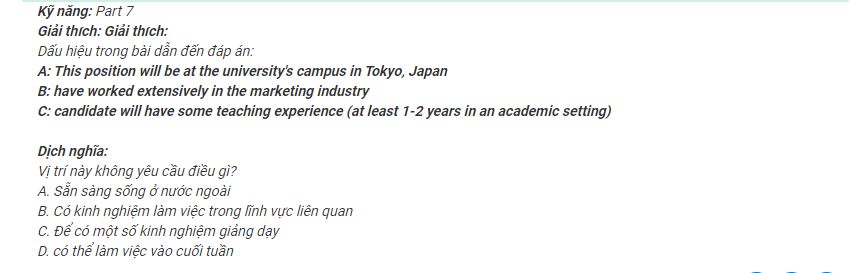 Kỹ năng: Part 7
Giải thích: Giải thích:
Dấu hiệu trong bài dẫn đến đáp án:
A: This position will be at the university's campus in Tokyo, Japan
B: have worked extensively in the marketing industry
C: candidate will have some teaching experience (at least 1-2 years in an academic setting)
Dịch nghĩa:
Vị trí này không yêu cầu điều gì?
A. Sẵn sàng sống ở nước ngoài
B. Có kinh nghiệm làm việc trong lĩnh vực liên quan
C. Để có một số kinh nghiệm giảng dạy
D. có thể làm việc vào cuối tuần